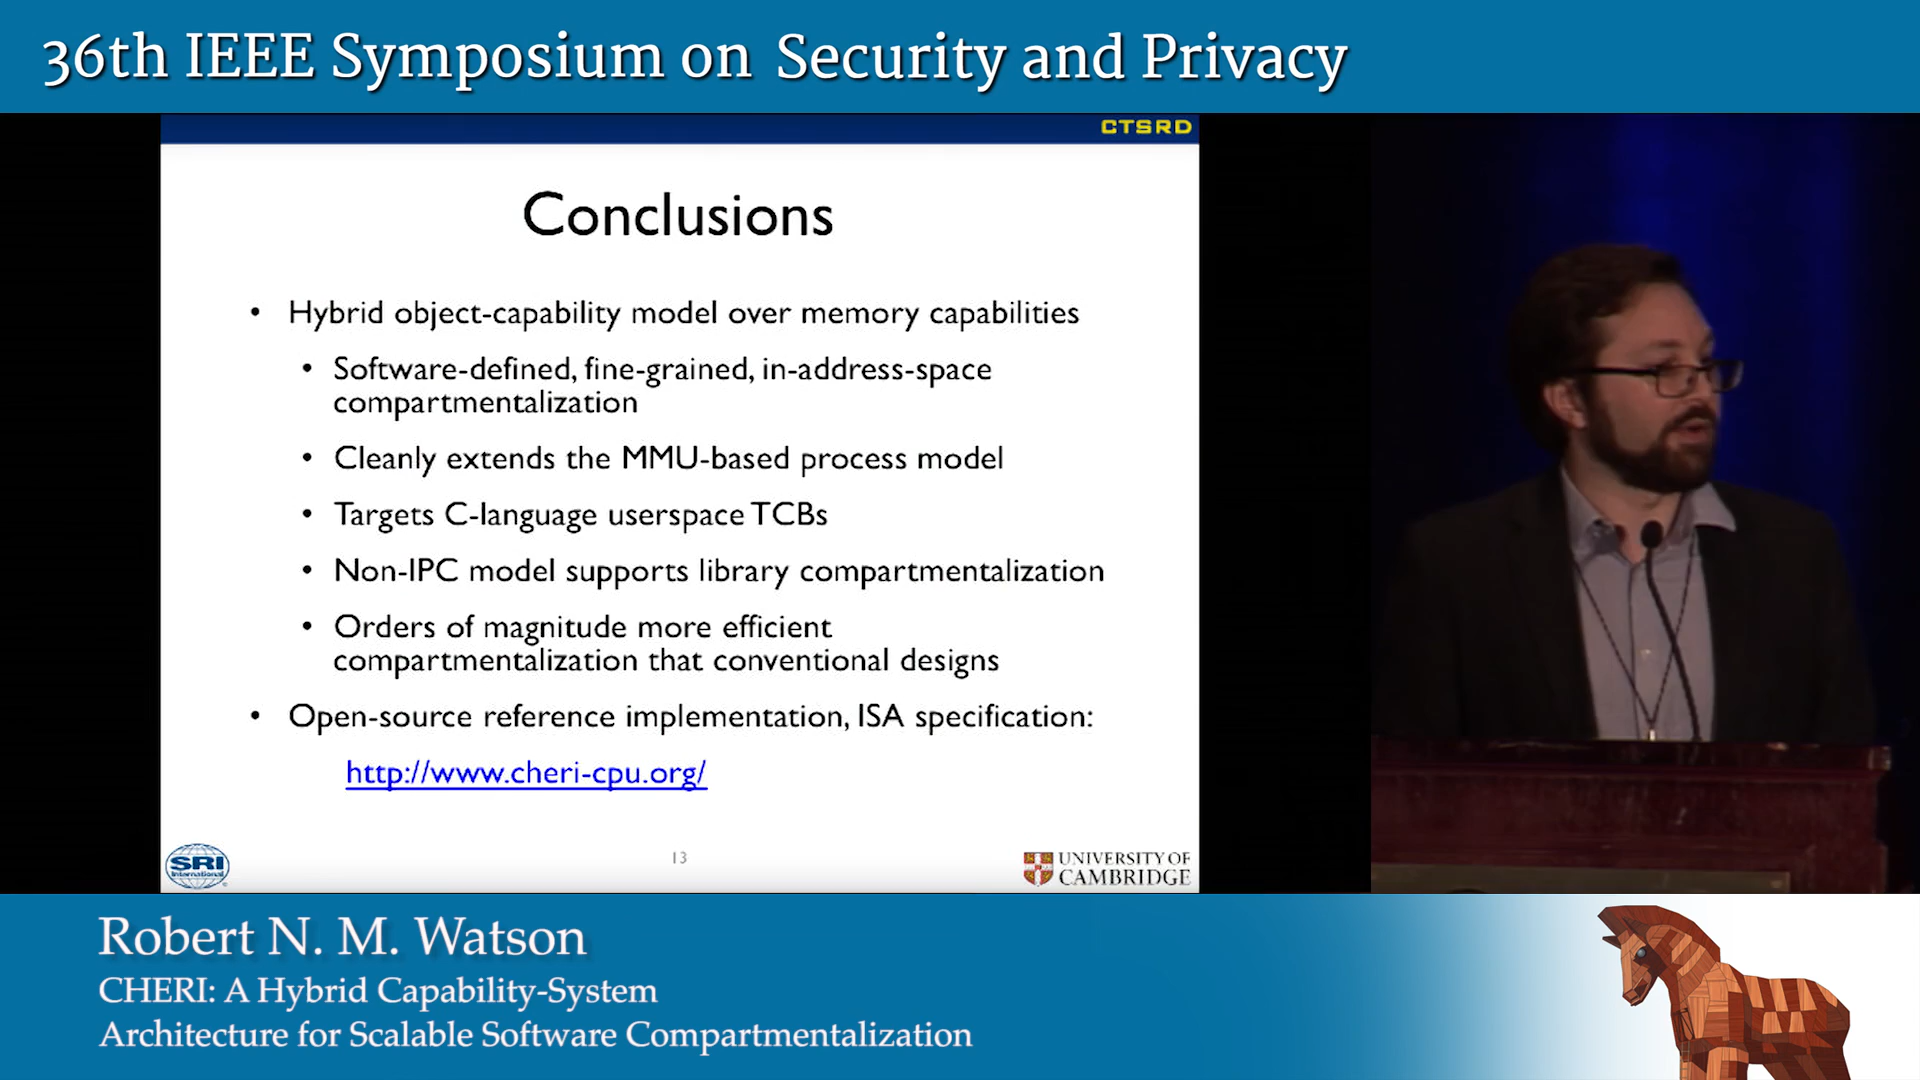 36th IEEE Symposium on Security and Privacy
CTSRD
Conclusions
• Hybrid object-capability model over memory capabilities
• Software-defined, fine-grained, in-address-space
compartmentalization
• Cleanly extends the MMU-based process model
• Targets C-language userspace TCBs
• Non-IPC model supports library compartmentalization
• Orders of magnitude more efficient
compartmentalization that conventional designs
• Open-source reference implementation, ISA specification:
http://www.cheri-cpu.org/
SRI
International
13
UNIVERSITY OF
CAMBRIDGE
Robert N. M. Watson
CHERI: A Hybrid Capability-System
Architecture for Scalable Software Compartmentalization